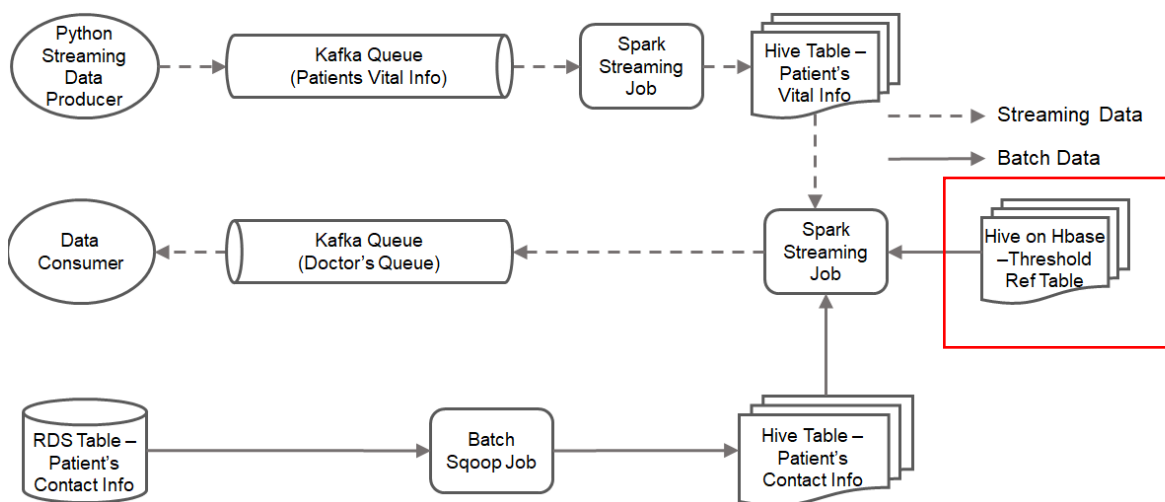 Python
Streaming
Data
Producer
Kafka Queue
(Patients Vital Info)
Spark
Streaming
Job
Hive Table –
Patient's
Vital Info
Streaming Data
Batch Data
Data
Consumer
Kafka Queue
(Doctor's Queue)
Spark
Streaming
Job
Hive on Hbase
–Threshold
Ref Table
RDS Table –
Patient's
Contact Info
Batch
Sqoop Job
Hive Table –
Patient's
Contact Info